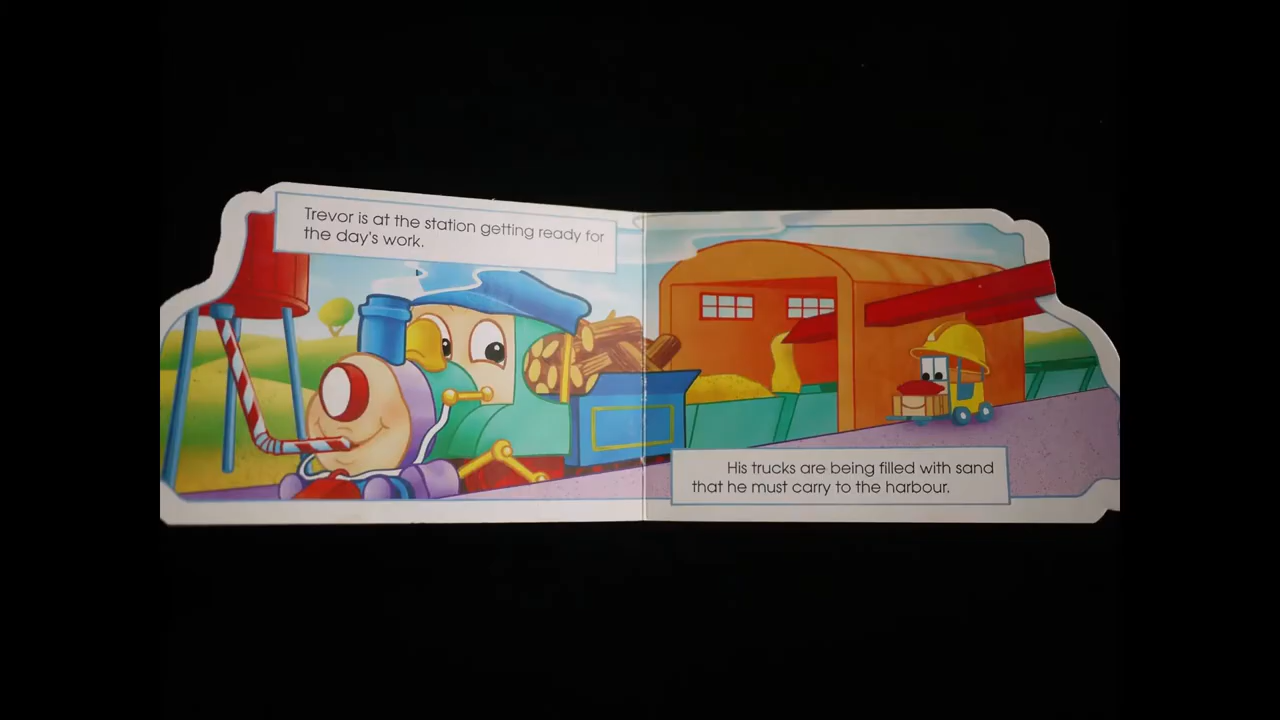 Trevor is at the station getting ready for
the day's work.
His trucks are being filled with sand
that he must carry to the harbour.